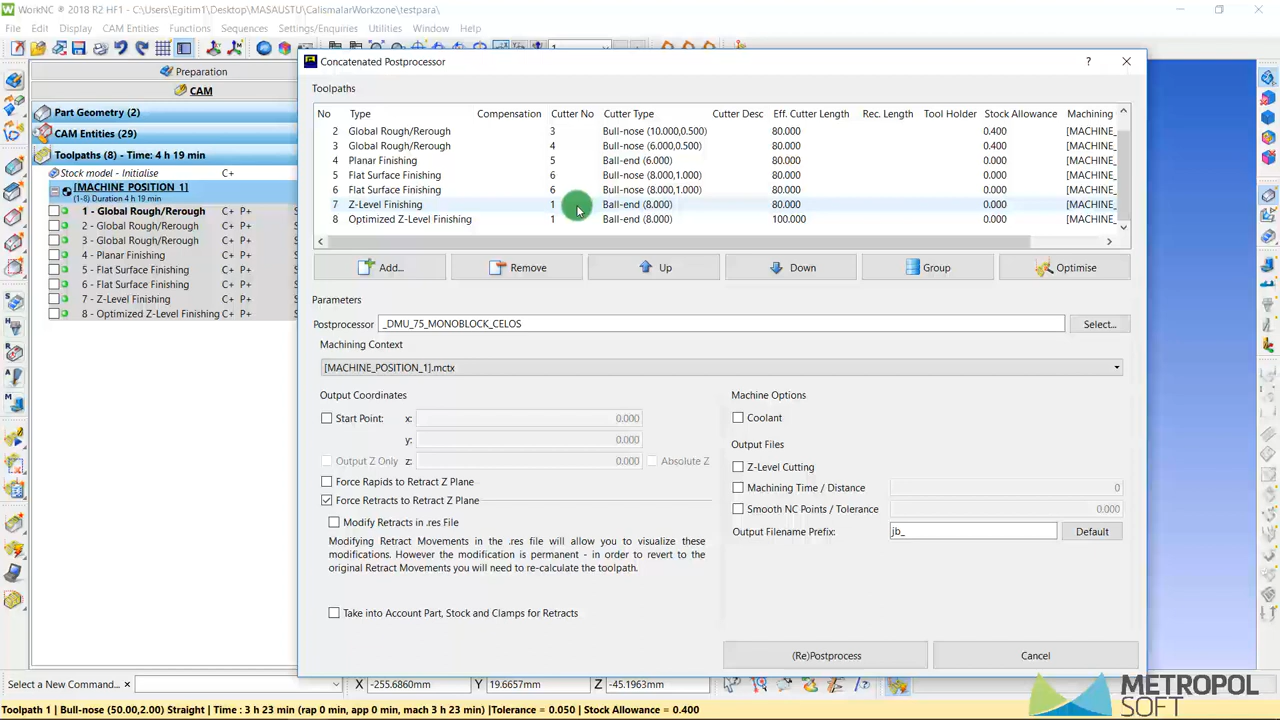 WorkNC ® 2018 R2 HF1 - C:\Users\Egitim1\Desktop\MASAUSTU\CalismalarWorkzone\testpara\
File Edit Display CAM Entities Functions Sequences Settings/Enquiries Utilities Window Help
Preparation
CAM
Part Geometry (2)
CAM Entities (29)
Toolpaths (8) - Time: 4 h 19 min
Stock model - Initialise C+
[MACHINE_POSITION_1]
(1-8) Duration 4 h 19 min
1 - Global Rough/Rerough C+ P+
2 - Global Rough/Rerough C+ P+
3 - Global Rough/Rerough C+ P+
4 - Planar Finishing C+ P+
5 - Flat Surface Finishing C+ P+
6 - Flat Surface Finishing C+ P+
7 - Z-Level Finishing C+ P+
8 - Optimized Z-Level Finishing C+ P+
Concatenated Postprocessor ?
Toolpaths
No Type Compensation Cutter No Cutter Type Cutter Desc Eff. Cutter Length Rec. Length Tool Holder Stock Allowance Machining
2 Global Rough/Rerough 3 Bull-nose (10.000,0.500) 80.000 0.400 [MACHINE_
3 Global Rough/Rerough 4 Bull-nose (6.000,0.500) 80.000 0.400 [MACHINE_
4 Planar Finishing 5 Ball-end (6.000) 80.000 0.000 [MACHINE_
5 Flat Surface Finishing 6 Bull-nose (8.000,1.000) 80.000 0.000 [MACHINE_
6 Flat Surface Finishing 6 Bull-nose (8.000,1.000) 80.000 0.000 [MACHINE_
7 Z-Level Finishing 1 Ball-end (8.000) 80.000 0.000 [MACHINE_
8 Optimized Z-Level Finishing 1 Ball-end (8.000) 100.000 0.000 [MACHINE_
Add... Remove Up Down Group Optimise
Parameters
Postprocessor _DMU_75_MONOBLOCK_CELOS Select...
Machining Context
[MACHINE_POSITION_1].mctx
Output Coordinates
Start Point: x: 0.000
y: 0.000
Output Z Only z: 0.000 Absolute Z
Force Rapids to Retract Z Plane
Force Retracts to Retract Z Plane
Modify Retracts in .res File
Modifying Retract Movements in the .res file will allow you to visualize these
modifications. However the modification is permanent - in order to revert to the
original Retract Movements you will need to re-calculate the toolpath.
Take into Account Part, Stock and Clamps for Retracts
Machine Options
Coolant
Output Files
Z-Level Cutting
Machining Time / Distance 0
Smooth NC Points / Tolerance 0.000
Output Filename Prefix: jb_ Default
(Re)Postprocess Cancel
Select a New Command... X -255.6860mm Y 19.6657mm Z -45.1963mm
Toolpath 1 | Bull-nose (50.00,2.00) Straight | Time : 3 h 23 min (rap 0 min, app 0 min, mach 3 h 23 min) |Tolerance = 0.050 | Stock Allowance = 0.400
METROPOL
SOFT